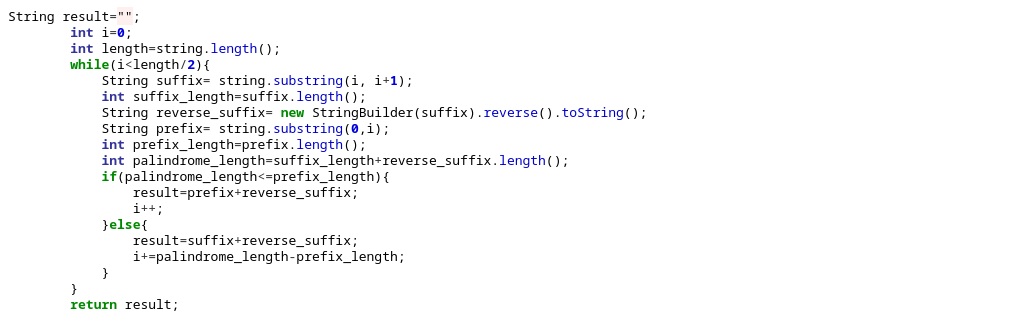 String result="";
int i=0;
int length=string.length();
while(i<length/2){
String suffix= string.substring(i, i+1);
int suffix_length=suffix.length();
String reverse_suffix= new StringBuilder(suffix).reverse().toString();
String prefix= string.substring(0,i);
int prefix_length=prefix.length();
int palindrome_length=suffix_length+reverse_suffix.length();
if(palindrome_length<=prefix_length){
result=prefix+reverse_suffix;
i++;
}else{
result=suffix+reverse_suffix;
i+=palindrome_length-prefix_length;
}
}
return result;